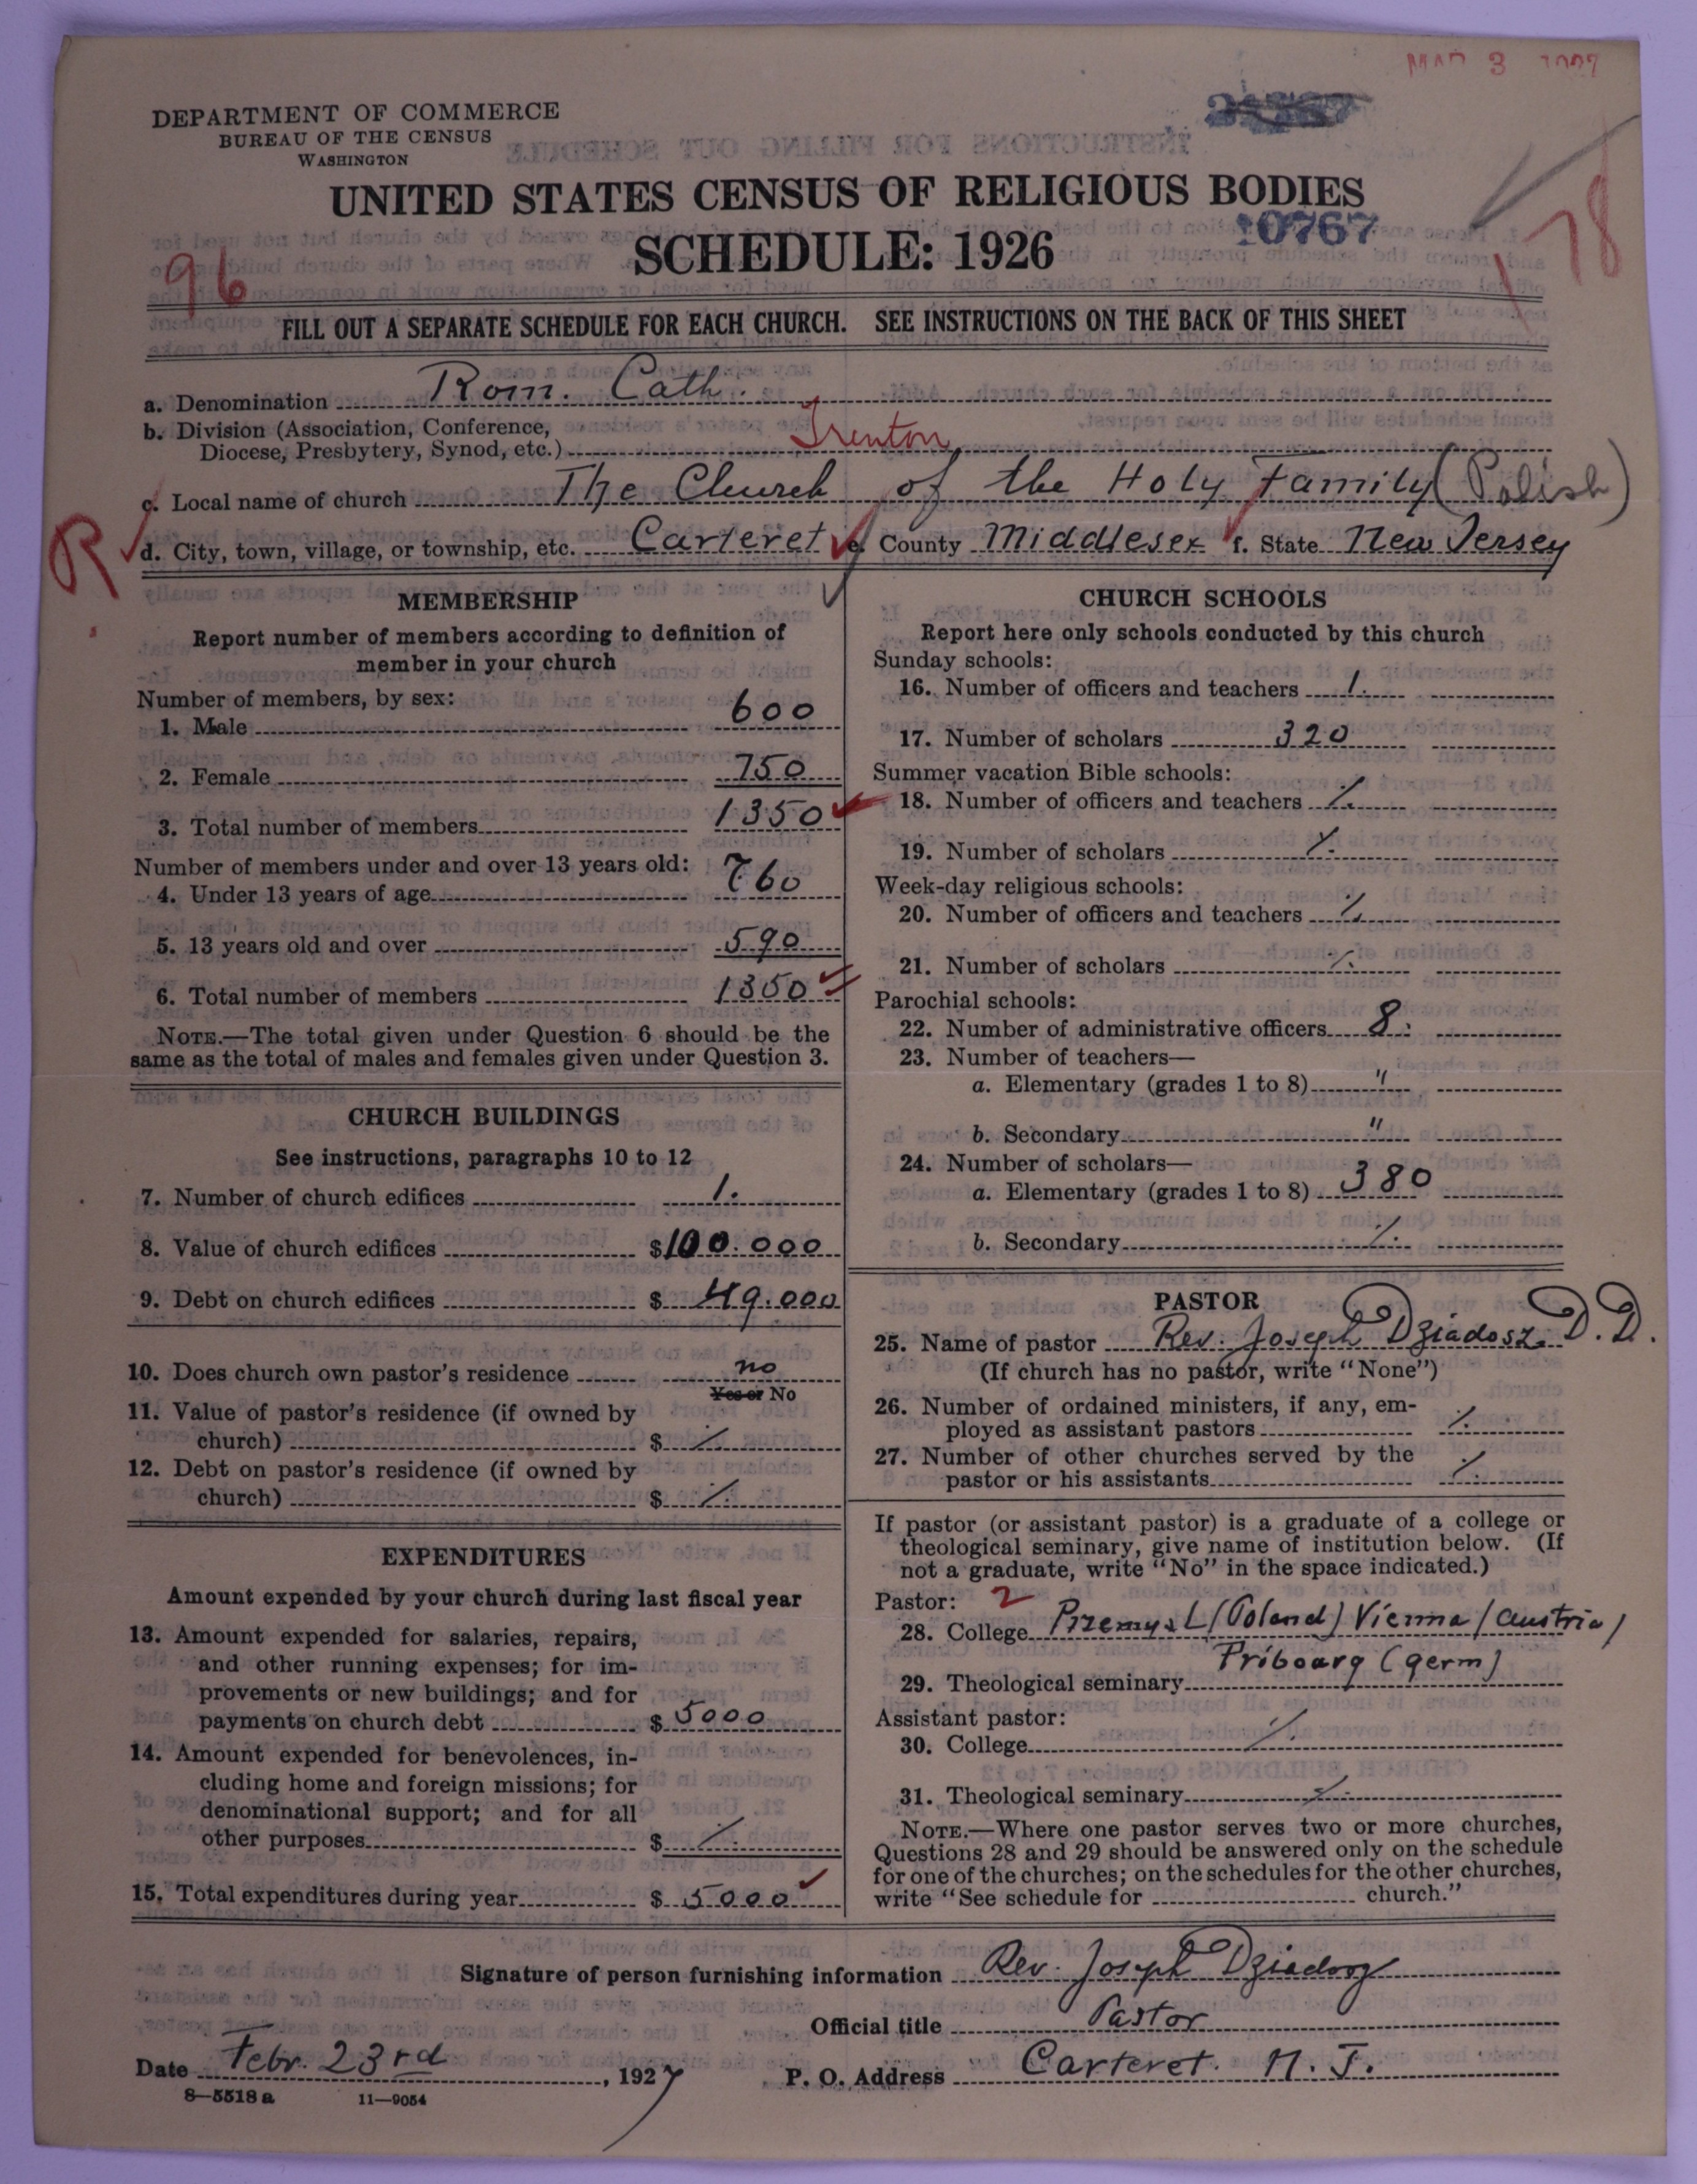 MAR 3 1927
DEPARTMENT OF COMMERCE
BUREAU OF THE CENSUS
WASHINGTON
UNITED STATES CENSUS OF RELIGIOUS BODIES
SCHEDULE: 1926
10767
96
178
FILL OUT A SEPARATE SCHEDULE FOR EACH CHURCH. SEE INSTRUCTIONS ON THE BACK OF THIS SHEET
a. Denomination Rom. Cath.
b. Division (Association, Conference,
Diocese, Presbytery, Synod, etc.) Trenton
c. Local name of church The Church of the Holy Family (Polish)
R
d. City, town, village, or township, etc. Carteret e. County Middlesex f. State New Jersey
MEMBERSHIP
Report number of members according to definition of
member in your church
Number of members, by sex:
1. Male 600
2. Female 750
3. Total number of members 1350
Number of members under and over 13 years old:
4. Under 13 years of age 760
5. 13 years old and over 590
6. Total number of members 1350
NOTE.—The total given under Question 6 should be the
same as the total of males and females given under Question 3.
CHURCH BUILDINGS
See instructions, paragraphs 10 to 12
7. Number of church edifices 1.
8. Value of church edifices $100.000
9. Debt on church edifices $ 49.000
10. Does church own pastor's residence no
Yes or No
11. Value of pastor's residence (if owned by
church) $ ⁒
12. Debt on pastor's residence (if owned by
church) $ ⁒
EXPENDITURES
Amount expended by your church during last fiscal year
13. Amount expended for salaries, repairs,
and other running expenses; for im-
provements or new buildings; and for
payments on church debt $ 5000
14. Amount expended for benevolences, in-
cluding home and foreign missions; for
denominational support; and for all
other purposes $ ⁒
15. Total expenditures during year $ 5000
CHURCH SCHOOLS
Report here only schools conducted by this church
Sunday schools:
16. Number of officers and teachers 1.
17. Number of scholars 320
Summer vacation Bible schools:
18. Number of officers and teachers ⁒
19. Number of scholars ⁒
Week-day religious schools:
20. Number of officers and teachers ⁒
21. Number of scholars ⁒
Parochial schools:
22. Number of administrative officers 8.
23. Number of teachers—
a. Elementary (grades 1 to 8) "
b. Secondary "
24. Number of scholars—
a. Elementary (grades 1 to 8) 380
b. Secondary ⁒
PASTOR
25. Name of pastor Rev. Joseph Dziadosz. D.D.
(If church has no pastor, write "None")
26. Number of ordained ministers, if any, em-
ployed as assistant pastors ⁒
27. Number of other churches served by the
pastor or his assistants ⁒
If pastor (or assistant pastor) is a graduate of a college or
theological seminary, give name of institution below. (If
not a graduate, write "No" in the space indicated.)
Pastor: 2
28. College Przemysl (Poland) Vienna (Austria)
Fribourg (germ)
29. Theological seminary
Assistant pastor:
30. College ⁒
31. Theological seminary ⁒
NOTE.—Where one pastor serves two or more churches,
Questions 28 and 29 should be answered only on the schedule
for one of the churches; on the schedules for the other churches,
write "See schedule for church."
Signature of person furnishing information Rev. Joseph Dziadosz
Official title Pastor
Date Febr. 23rd, 1927 P. O. Address Carteret. N. J.
8—5518 a 11—9054